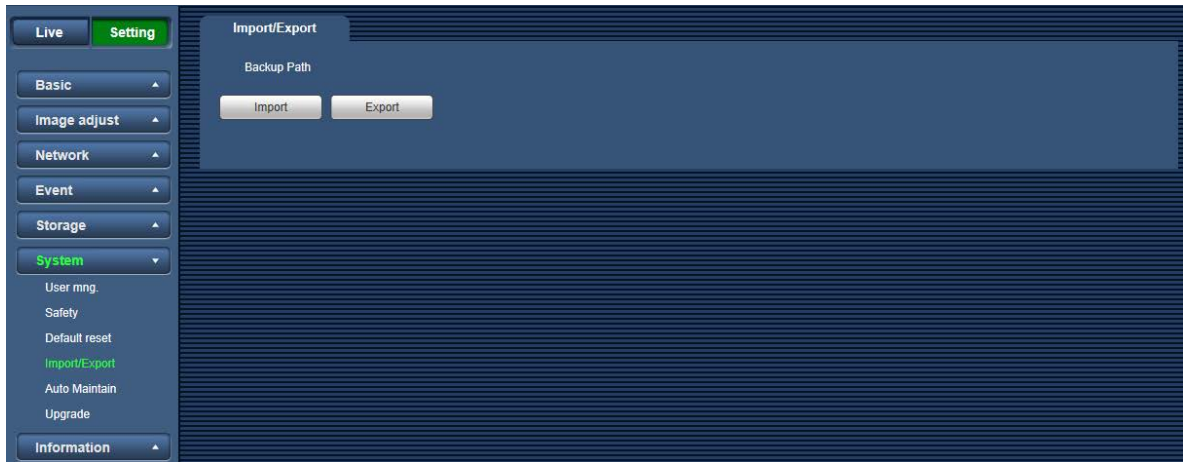 Live
Setting
Basic
Image adjust
Network
Event
Storage
System
User mng.
Safety
Default reset
Import/Export
Auto Maintain
Upgrade
Information
Import/Export
Backup Path
Import
Export